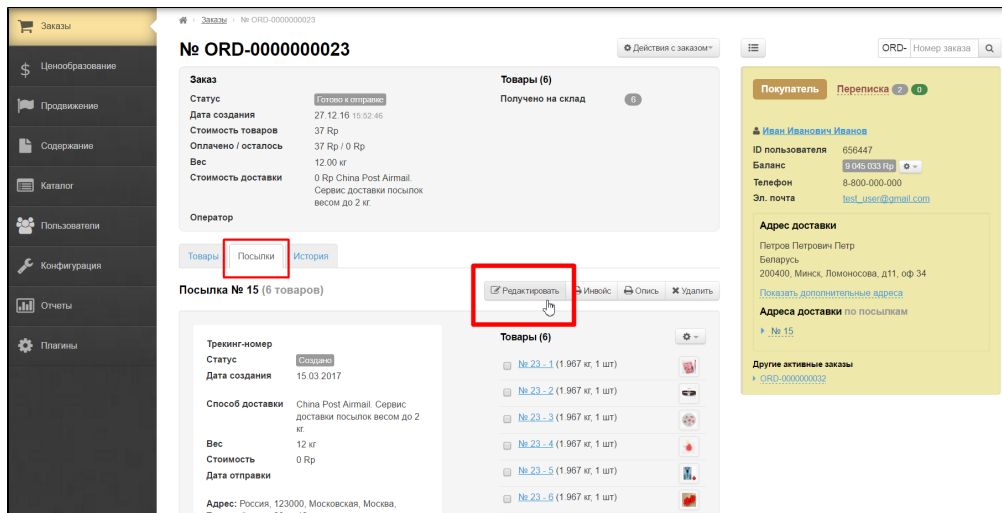 Заказы
Ценообразование
Продвижение
Содержание
Каталог
Пользователи
Конфигурация
Отчеты
Плагины
Заказы № ORD-0000000023
№ ORD-0000000023
Действия с заказом
Заказ
Статус Готово к отправке
Дата создания 27.12.16 15:52:46
Стоимость товаров 37 Rp
Оплачено / осталось 37 Rp / 0 Rp
Вес 12.00 кг
Стоимость доставки 0 Rp China Post Airmail.
Сервис доставки посылок
весом до 2 кг.
Оператор
Товары (6)
Получено на склад 6
Товары Посылки История
Посылка № 15 (6 товаров)
Редактировать Инвойс Опись Удалить
Трекинг-номер
Статус Создано
Дата создания 15.03.2017
Способ доставки China Post Airmail. Сервис
доставки посылок весом до 2
кг.
Вес 12 кг
Стоимость 0 Rp
Дата отправки
Адрес: Россия, 123000, Московская, Москва,
Товары (6)
№ 23 - 1 (1.967 кг, 1 шт)
№ 23 - 2 (1.967 кг, 1 шт)
№ 23 - 3 (1.967 кг, 1 шт)
№ 23 - 4 (1.967 кг, 1 шт)
№ 23 - 5 (1.967 кг, 1 шт)
№ 23 - 6 (1.967 кг, 1 шт)
ORD- Номер заказа
Покупатель Переписка 2 0
Иван Иванович Иванов
ID пользователя 656447
Баланс 9 045 033 Rp
Телефон 8-800-000-000
Эл. почта test_user@gmail.com
Адрес доставки
Петров Петрович Петр
Беларусь
200400, Минск, Ломоносова, д11, оф 34
Показать дополнительные адреса
Адреса доставки по посылкам
№ 15
Другие активные заказы
ORD-0000000032